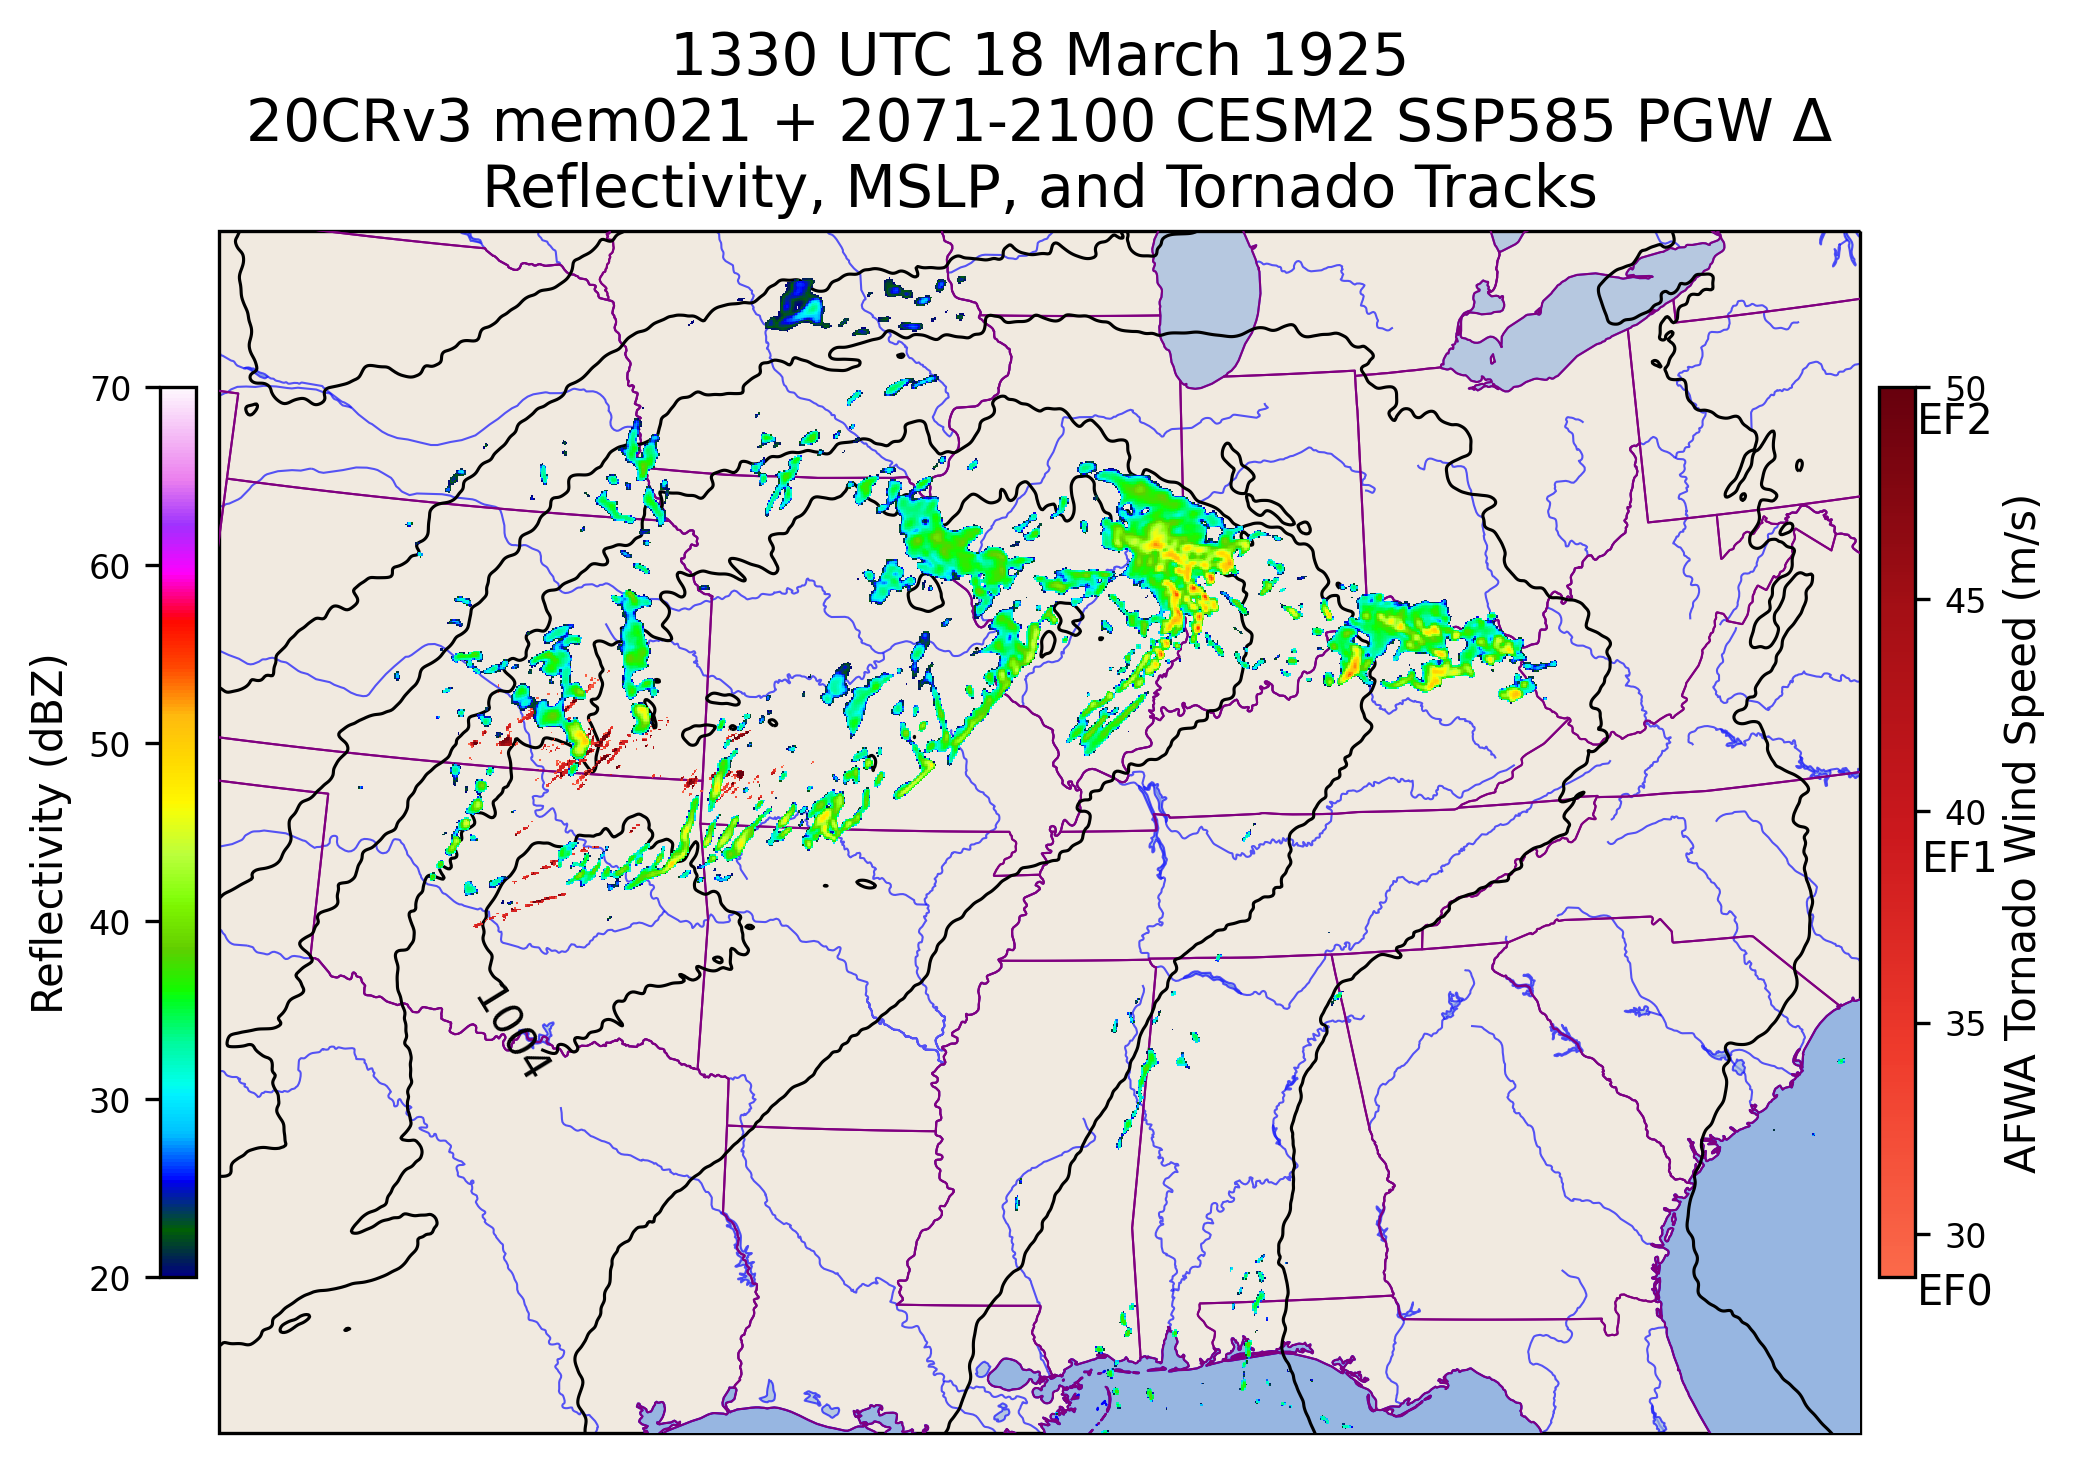 1330 UTC 18 March 1925
20CRv3 mem021 + 2071-2100 CESM2 SSP585 PGW Δ
Reflectivity, MSLP, and Tornado Tracks
70
60
50
40
30
20
Reflectivity (dBZ)
1004
50
EF2
45
40
EF1
35
30
EF0
AFWA Tornado Wind Speed (m/s)